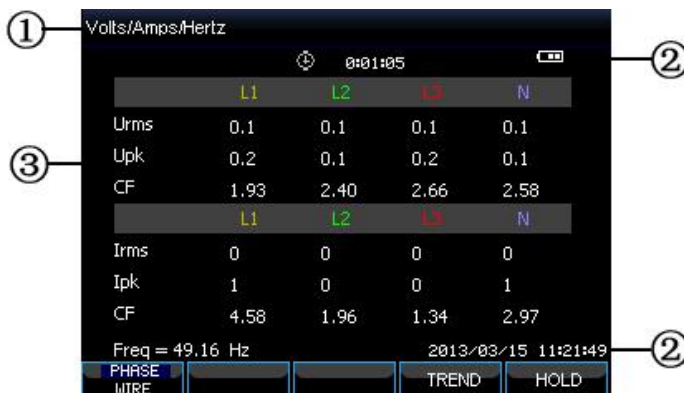 ① Volts/Amps/Hertz
0:01:05 ②
L1 L2 L3 N
Urms 0.1 0.1 0.1 0.1
③ Upk 0.2 0.1 0.2 0.1
CF 1.93 2.40 2.66 2.58
L1 L2 L3 N
Irms 0 0 0 0
Ipk 1 0 0 1
CF 4.58 1.96 1.34 2.97
Freq = 49.16 Hz 2013/03/15 11:21:49 ②
PHASE TREND HOLD
WIRE